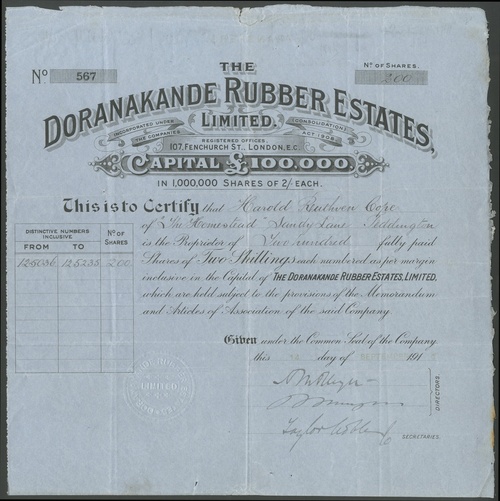 THE
No 567
No OF SHARES.
200
DORANAKANDE RUBBER ESTATES,
LIMITED.
INCORPORATED UNDER THE COMPANIES (CONSOLIDATION) ACT 1908
REGISTERED OFFICES,
107, FENCHURCH ST., LONDON, E.C.
CAPITAL £100,000
IN 1,000,000 SHARES OF 2/- EACH.
This is to Certify that Harold Ruthven Cope
of "The Homestead" Sandy Lane Teddington
is the Proprietor of Two hundred fully paid
Shares of Two Shillings each numbered as per margin
inclusive in the Capital of THE DORANAKANDE RUBBER ESTATES, LIMITED,
which are held subject to the provisions of the Memorandum
and Articles of Association of the said Company.
DISTINCTIVE NUMBERS INCLUSIVE.
No OF SHARES
FROM TO
125036 125235 200
Given under the Common Seal of the Company
this day of 191
DIRECTORS.
SECRETARIES.
LIMITED